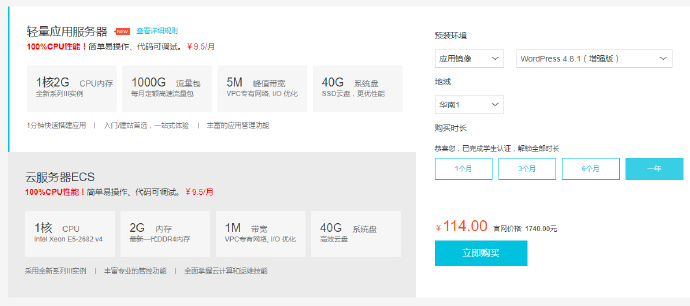 轻量应用服务器 new 查看详细规则
100%CPU性能！简单易操作、代码可调试。￥9.5/月
1核2G CPU内存
全新系列III实例
1000G 流量包
每月定额高速流量包
5M 峰值带宽
VPC专有网络, I/O 优化
40G 系统盘
SSD云盘，更优性能
1分钟快速搭建应用 | 入门/建站首选，一站式体验 | 丰富的应用管理功能
云服务器ECS
100%CPU性能！简单易操作、代码可调试。￥9.5/月
1核 CPU
Intel Xeon E5-2682 v4
2G 内存
最新一代DDR4内存
1M 带宽
VPC专有网络, I/O 优化
40G 系统盘
高效云盘
采用全新系列III实例 | 丰富专业的管控功能 | 全面掌握云计算和运维技能
预装环境
应用镜像 WordPress 4.8.1（增强版）
地域
华南1
购买时长
恭喜您，已完成学生认证，解锁全部时长
1个月 3个月 6个月 一年
￥114.00 官网价格: 1740.00元
立即购买